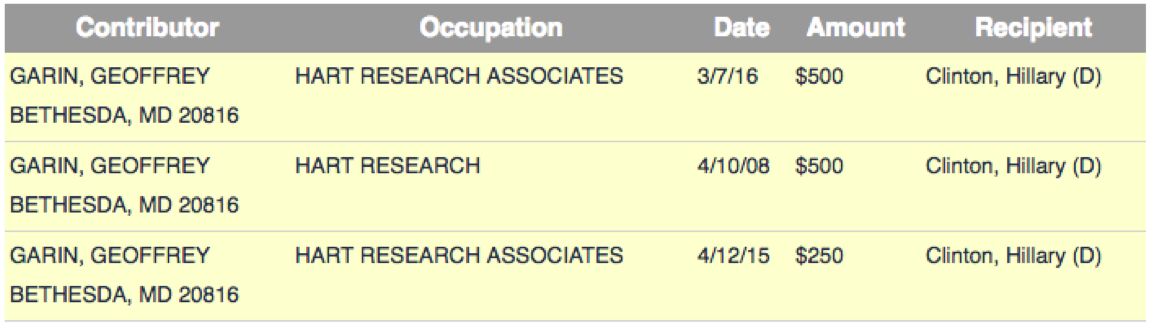 Contributor Occupation Date Amount Recipient
GARIN, GEOFFREY HART RESEARCH ASSOCIATES 3/7/16 $500 Clinton, Hillary (D)
BETHESDA, MD 20816
GARIN, GEOFFREY HART RESEARCH 4/10/08 $500 Clinton, Hillary (D)
BETHESDA, MD 20816
GARIN, GEOFFREY HART RESEARCH ASSOCIATES 4/12/15 $250 Clinton, Hillary (D)
BETHESDA, MD 20816